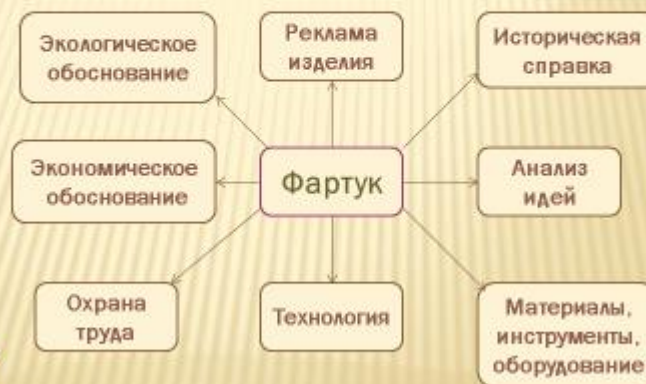 Экологическое
обоснование
Реклама
изделия
Историческая
справка
Экономическое
обоснование
Фартук
Анализ
идей
Охрана
труда
Технология
Материалы,
инструменты,
оборудование